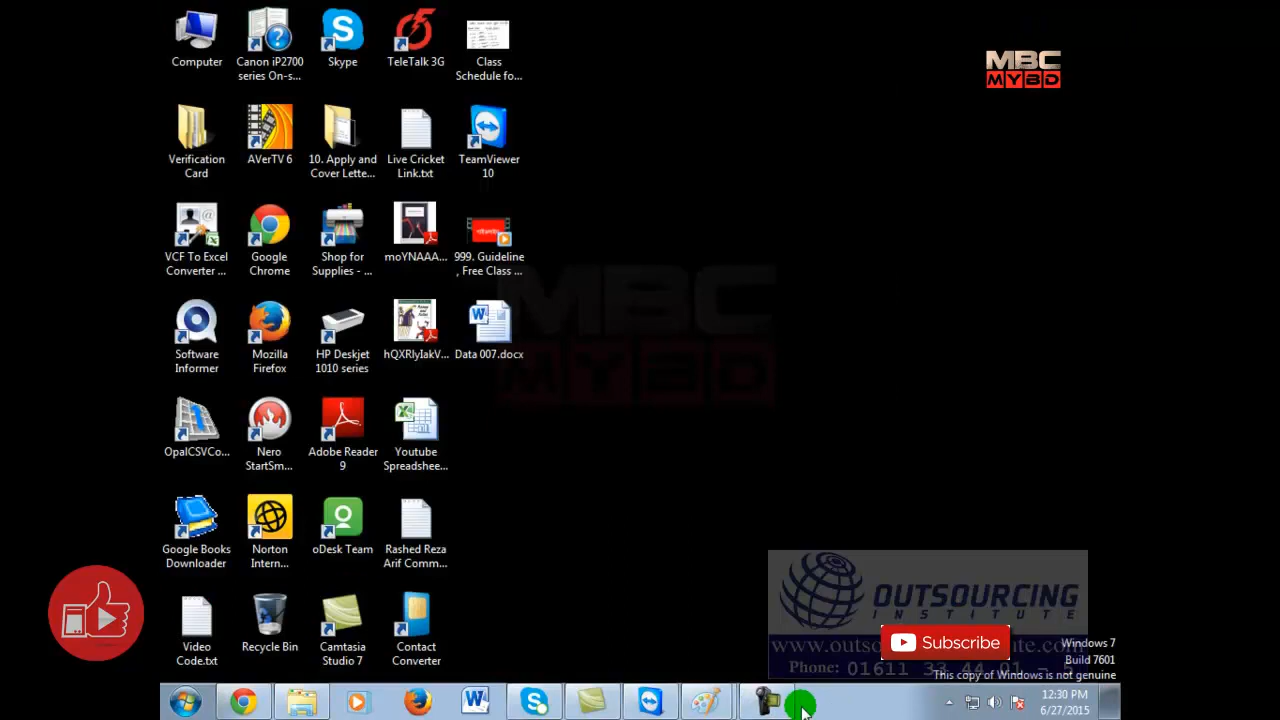 Computer
Canon iP2700
series On-s...
Skype
TeleTalk 3G
Class
Schedule fo...
MBC
MYBD
Verification
Card
AVerTV 6
10. Apply and
Cover Lette...
Live Cricket
Link.txt
TeamViewer
10
VCF To Excel
Converter ...
Google
Chrome
Shop for
Supplies - ...
moYNAAA...
999. Guideline
, Free Class ...
MBC
MYBD
Software
Informer
Mozilla
Firefox
HP Deskjet
1010 series
hQXRlyIakV...
Data 007.docx
OpalCSVCo...
Nero
StartSm...
Adobe Reader
9
Youtube
Spreadshee...
Google Books
Downloader
Norton
Intern...
oDesk Team
Rashed Reza
Arif Comm...
Video
Code.txt
Recycle Bin
Camtasia
Studio 7
Contact
Converter
OUTSOURCING
INSTITUTE
Subscribe
Phone: 01611 33 44 01 - 5
Windows 7
Build 7601
This copy of Windows is not genuine
12:30 PM
6/27/2015